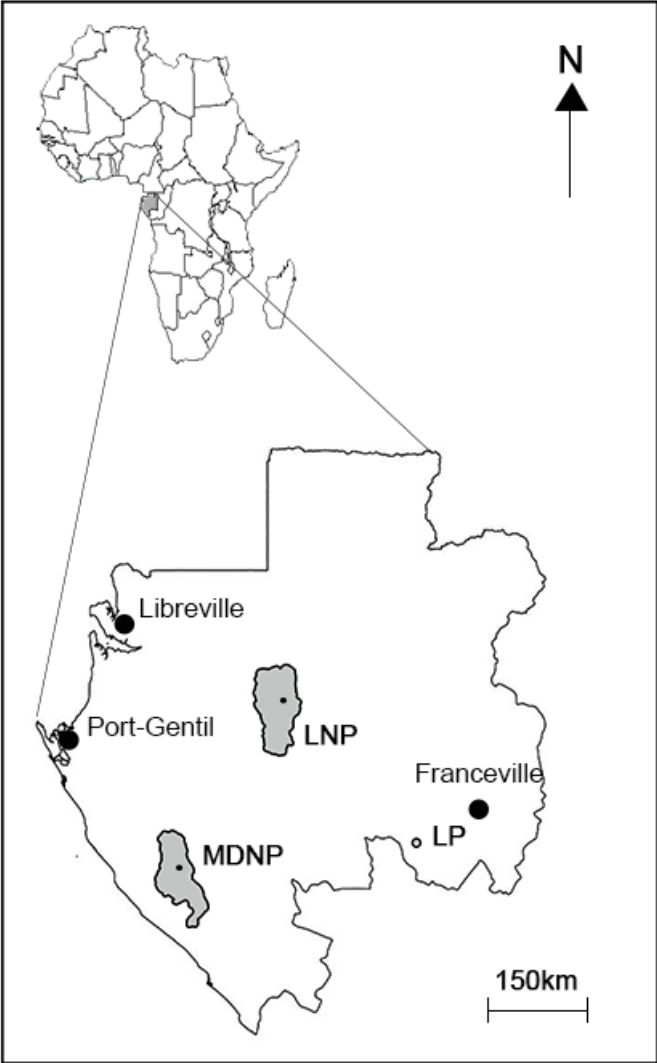 N
Libreville
Port-Gentil
LNP
Franceville
LP
MDNP
150km